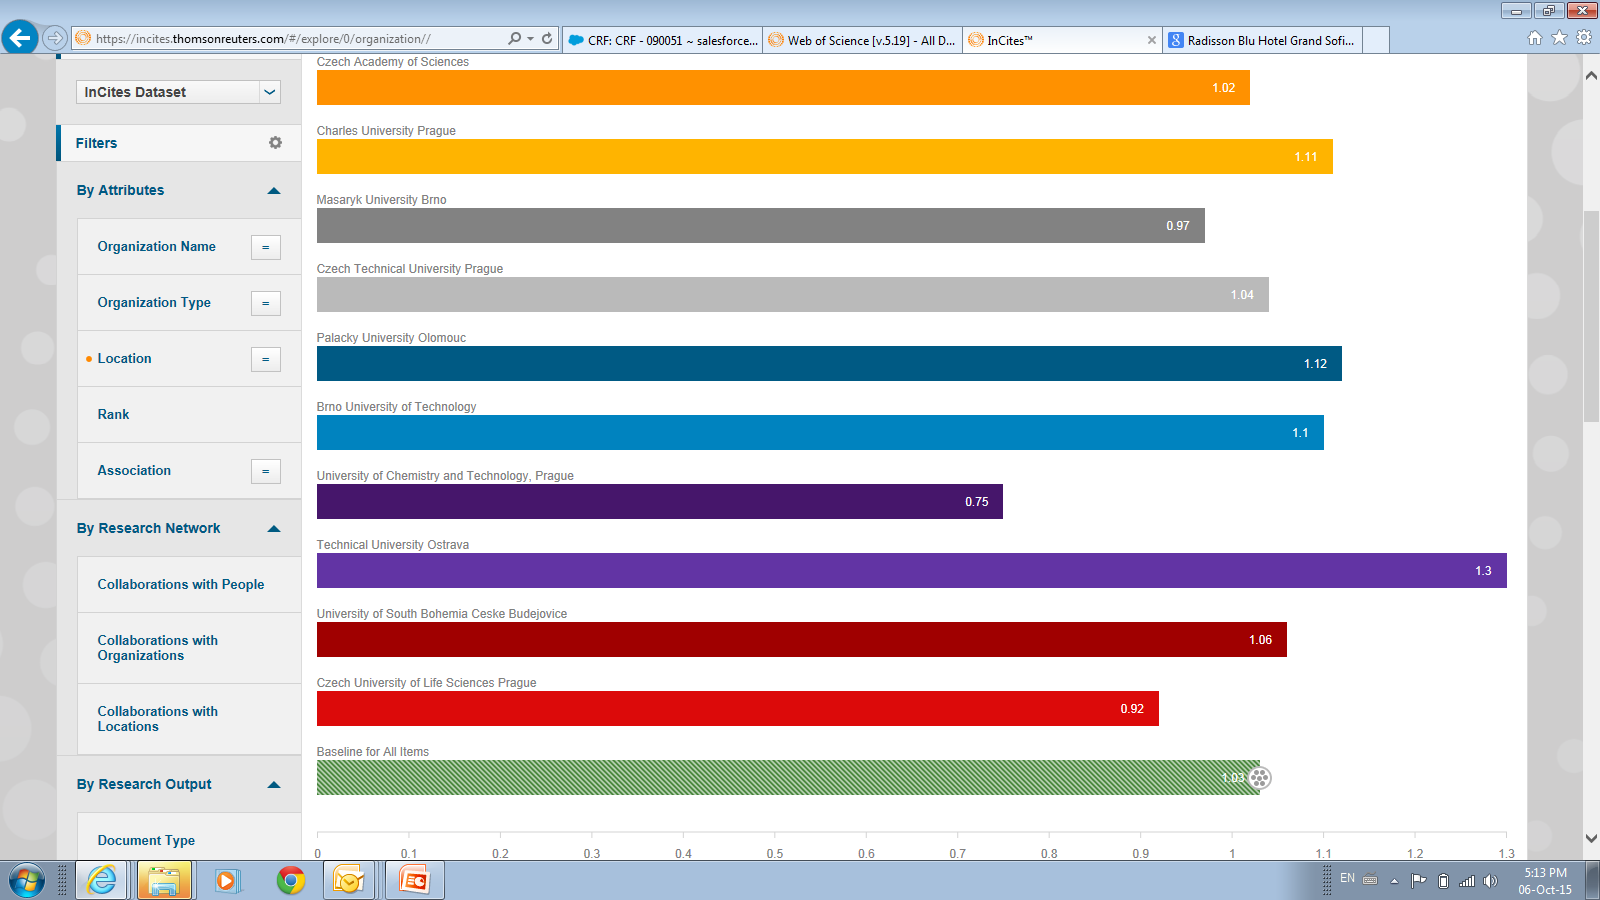 https://incites.thomsonreuters.com/#/explore/0/organization//
CRF: CRF - 090051 ~ salesforce...
Web of Science [v.5.19] - All D...
InCites™
Radisson Blu Hotel Grand Sofi...
InCites Dataset
Filters
By Attributes
Organization Name
=
Organization Type
=
Location
=
Rank
Association
=
By Research Network
Collaborations with People
Collaborations with
Organizations
Collaborations with
Locations
By Research Output
Document Type
Czech Academy of Sciences
1.02
Charles University Prague
1.11
Masaryk University Brno
0.97
Czech Technical University Prague
1.04
Palacky University Olomouc
1.12
Brno University of Technology
1.1
University of Chemistry and Technology, Prague
0.75
Technical University Ostrava
1.3
University of South Bohemia Ceske Budejovice
1.06
Czech University of Life Sciences Prague
0.92
Baseline for All Items
1.03
0 0.1 0.2 0.3 0.4 0.5 0.6 0.7 0.8 0.9 1 1.1 1.2 1.3
EN
5:13 PM
06-Oct-15